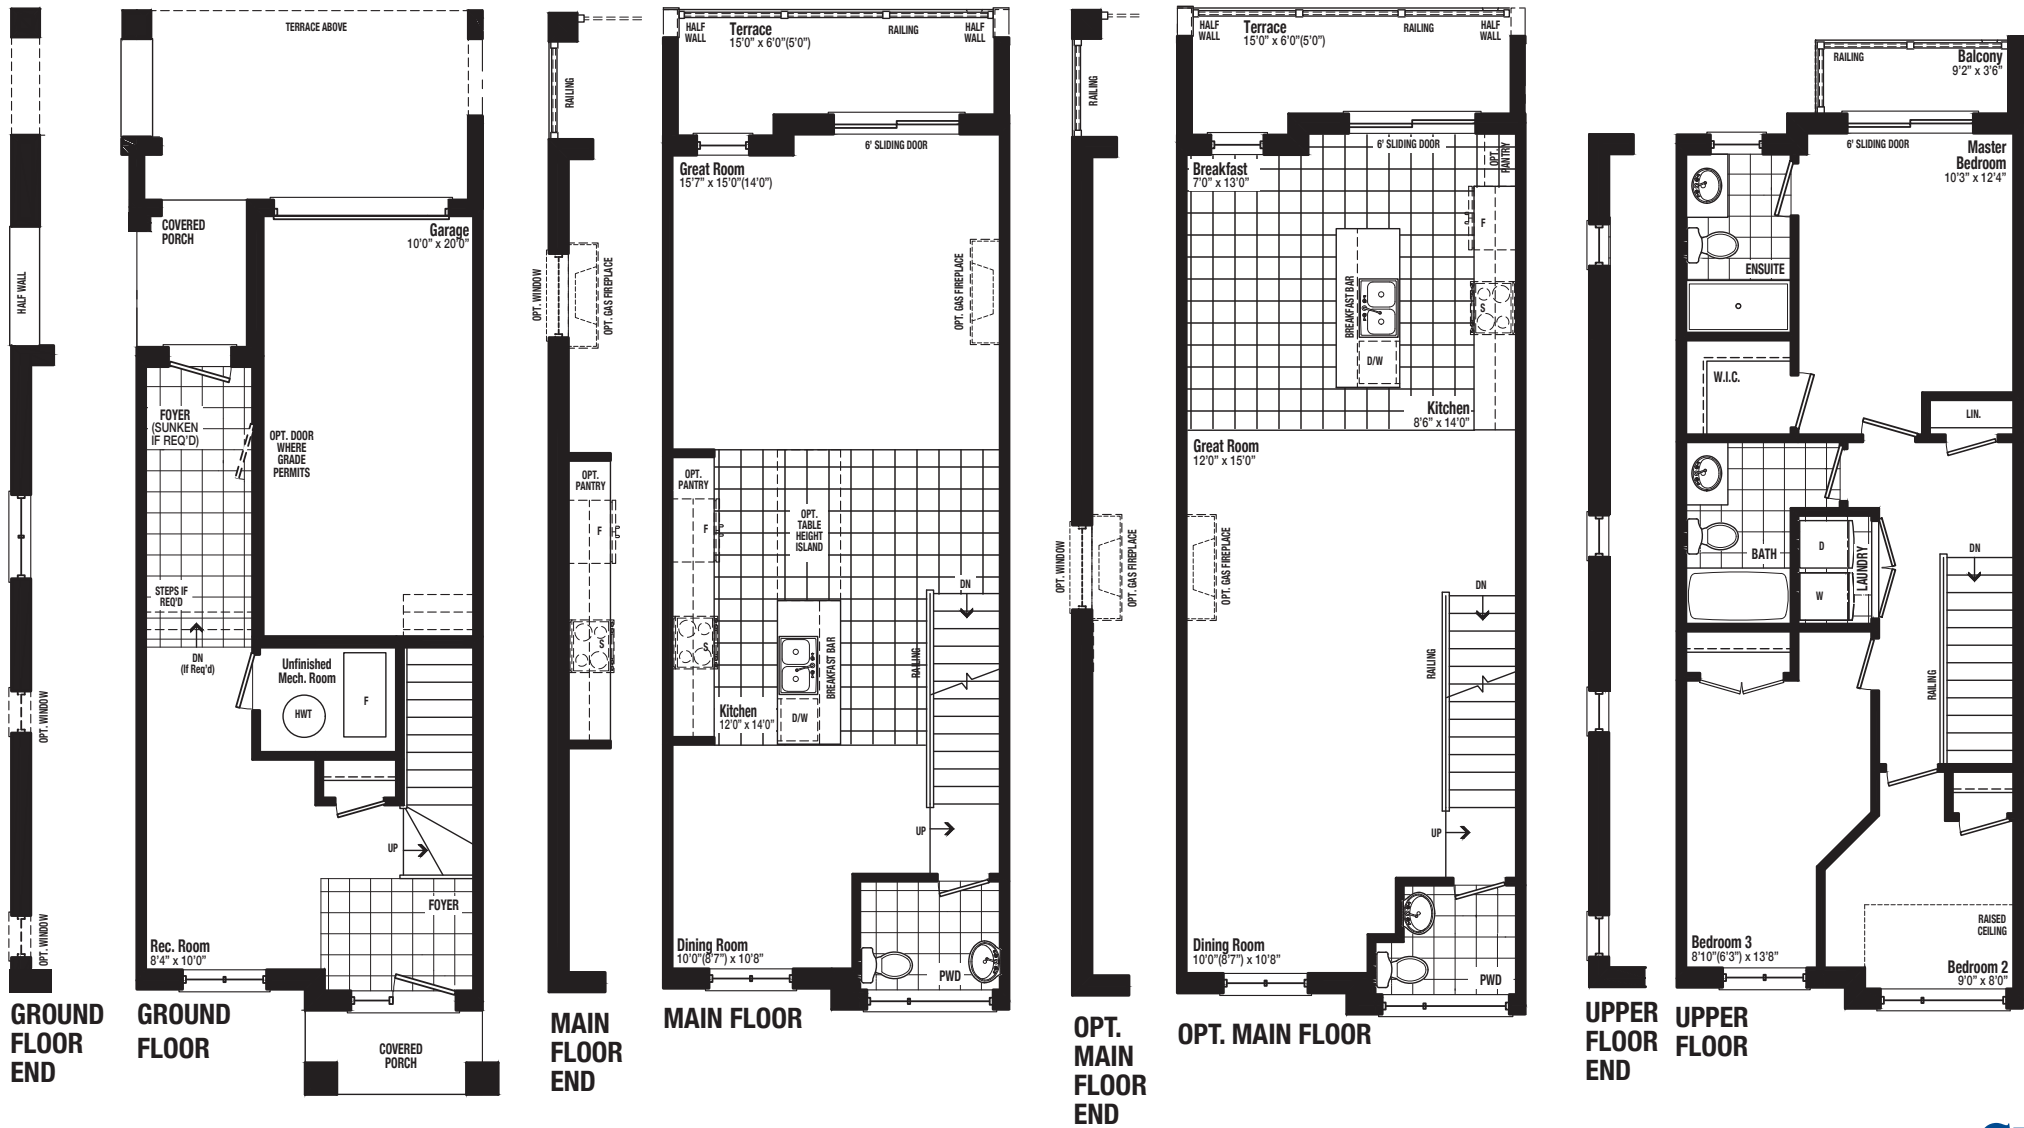 TERRACE ABOVE
COVERED
PORCH
Garage
10'0" x 20'0"
HALF WALL
FOYER
(SUNKEN
IF REQ'D)
OPT. DOOR
WHERE
GRADE
PERMITS
STEPS IF
REQ'D
DN
(If Req'd)
Unfinished
Mech. Room
HWT
F
OPT. WINDOW
UP
FOYER
OPT. WINDOW
Rec. Room
8'4" x 10'0"
COVERED
PORCH
GROUND
FLOOR
END
GROUND
FLOOR
RAILING
OPT. WINDOW
OPT. GAS FIREPLACE
OPT.
PANTRY
F
S
MAIN
FLOOR
END
HALF
WALL
Terrace
15'0" x 6'0"(5'0")
RAILING
HALF
WALL
6' SLIDING DOOR
Great Room
15'7" x 15'0"(14'0")
OPT. GAS FIREPLACE
OPT.
PANTRY
F
OPT.
TABLE
HEIGHT
ISLAND
DN
S
BREAKFAST BAR
RAILING
Kitchen
12'0" x 14'0"
D/W
UP
Dining Room
10'0"(8'7") x 10'8"
PWD
MAIN FLOOR
RAILING
OPT. WINDOW
OPT. GAS FIREPLACE
OPT.
MAIN
FLOOR
END
HALF
WALL
Terrace
15'0" x 6'0"(5'0")
RAILING
HALF
WALL
6' SLIDING DOOR
OPT.
PANTRY
Breakfast
7'0" x 13'0"
F
BREAKFAST BAR
S
D/W
Kitchen
8'6" x 14'0"
Great Room
12'0" x 15'0"
OPT. GAS FIREPLACE
DN
RAILING
UP
Dining Room
10'0"(8'7") x 10'8"
PWD
OPT. MAIN FLOOR
UPPER
FLOOR
END
RAILING
Balcony
9'2" x 3'6"
6' SLIDING DOOR
Master
Bedroom
10'3" x 12'4"
ENSUITE
W.I.C.
LIN.
BATH
D
W
LAUNDRY
DN
RAILING
RAISED
CEILING
Bedroom 3
8'10"(6'3") x 13'8"
Bedroom 2
9'0" x 8'0"
UPPER
FLOOR